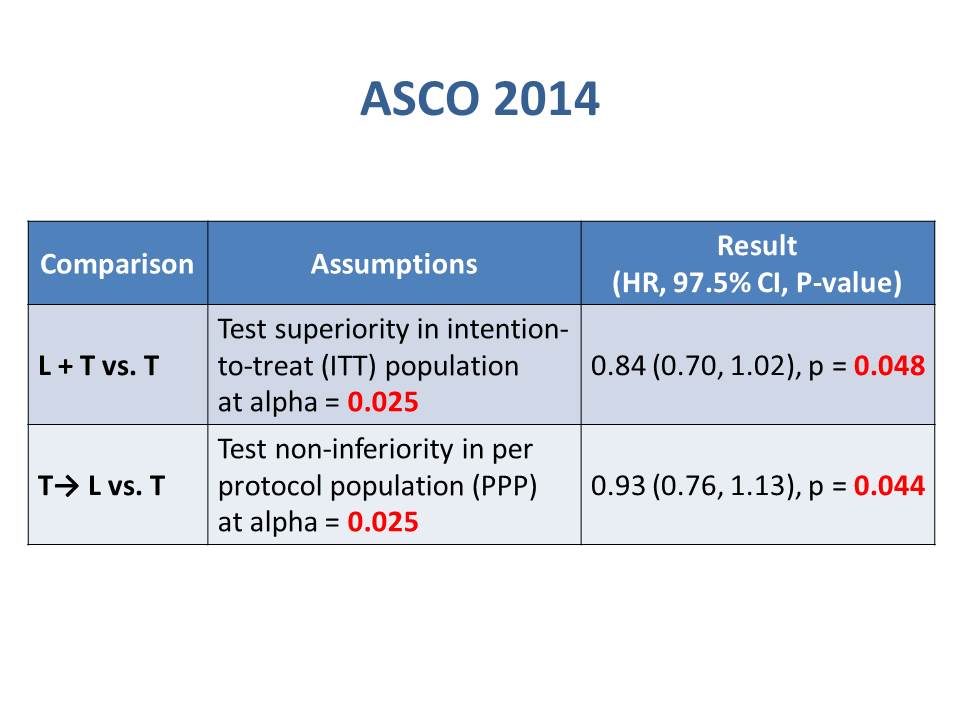 ASCO 2014
Comparison
Assumptions
Result
(HR, 97.5% CI, P-value)
L + T vs. T
Test superiority in intention-
to-treat (ITT) population
at alpha = 0.025
0.84 (0.70, 1.02), p = 0.048
T→ L vs. T
Test non-inferiority in per
protocol population (PPP)
at alpha = 0.025
0.93 (0.76, 1.13), p = 0.044